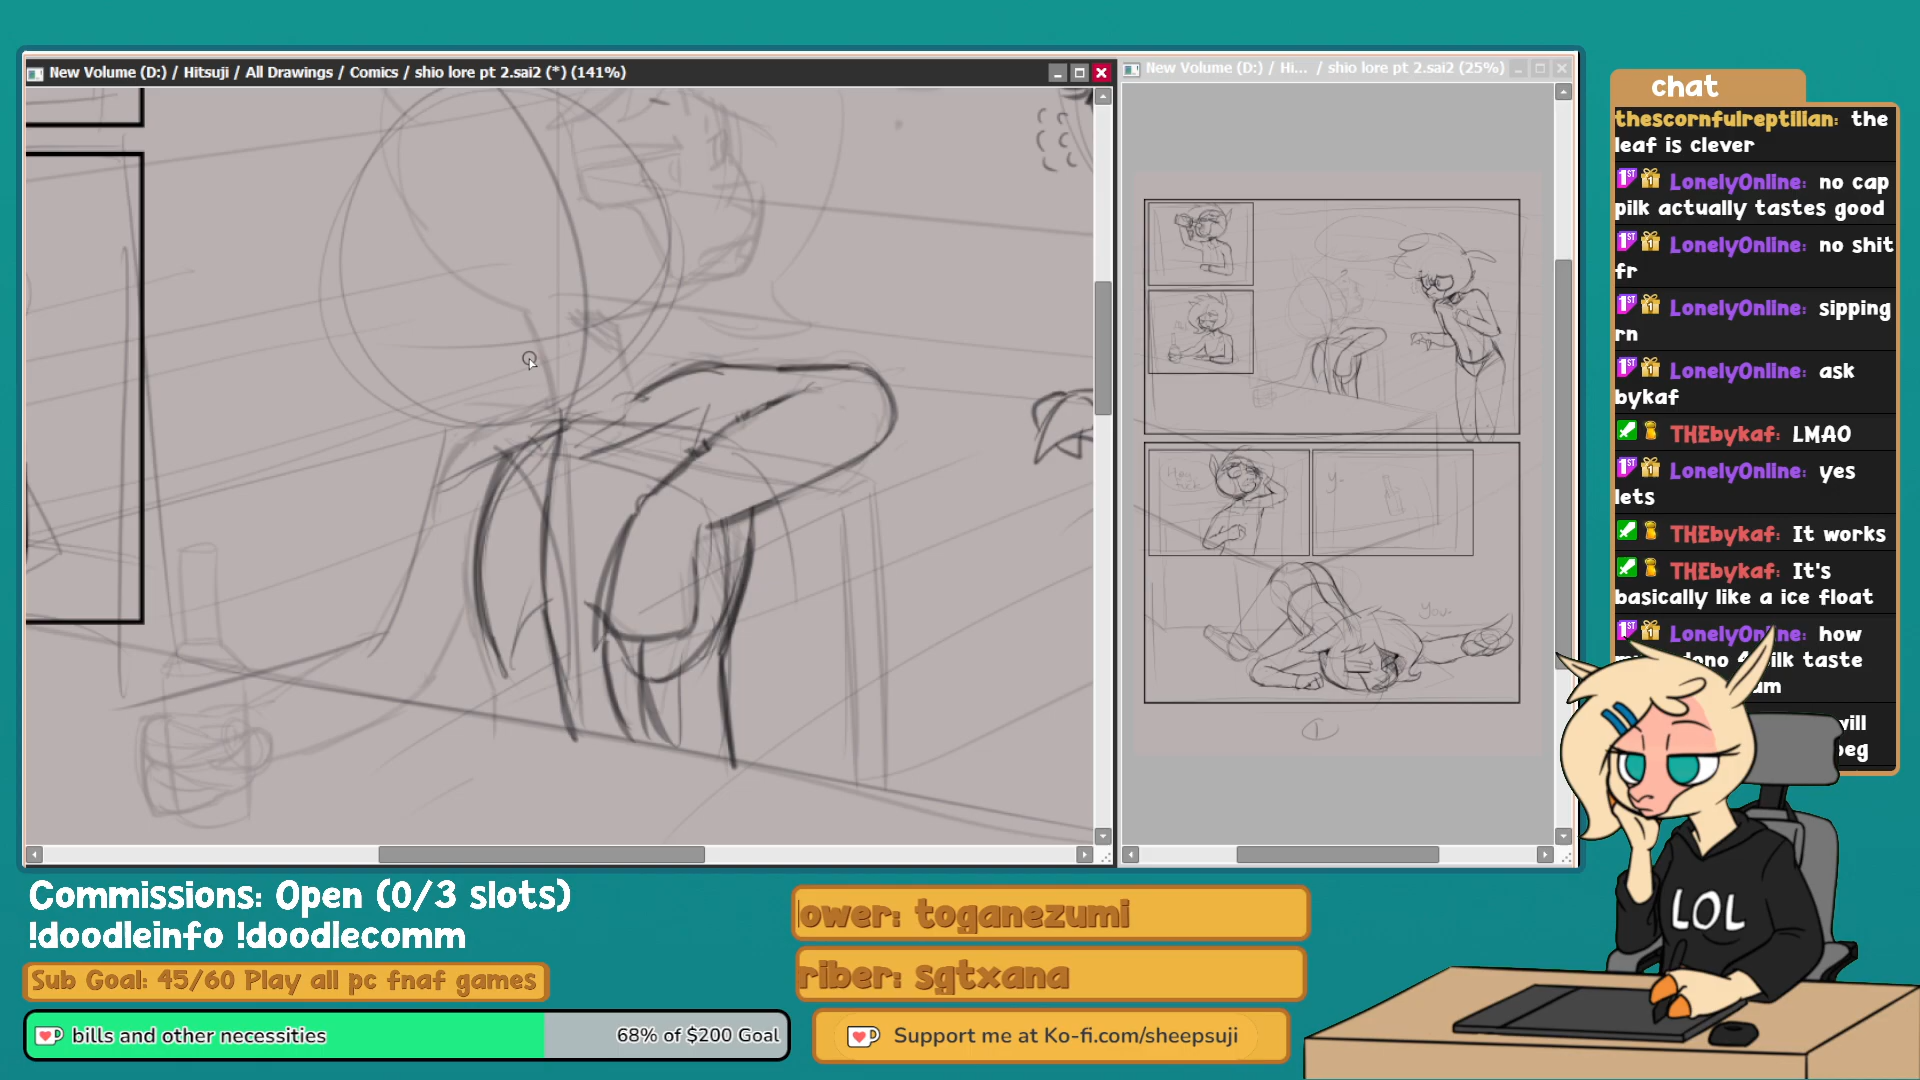 New Volume (D:) / Hitsuji / All Drawings / Comics / shio lore pt 2.sai2 (*) (141%)
New Volume (D:) / Hi... / shio lore pt 2.sai2 (25%)
chat
thescornfulreptilian: the
leaf is clever
LonelyOnline: no cap
pilk actually tastes good
LonelyOnline: no shit
fr
LonelyOnline: sipping
rn
LonelyOnline: ask
bykaf
THEbykaf: LMAO
LonelyOnline: yes
lets
THEbykaf: It works
THEbykaf: It's
basically like a ice float
LonelyOnline: how
taste
LOL
Commissions: Open (0/3 slots)
!doodleinfo !doodlecomm
Sub Goal: 45/60 Play all pc fnaf games
bills and other necessities
68% of $200 Goal
ower: toganezumi
riber: sgtxana
Support me at Ko-fi.com/sheepsuji